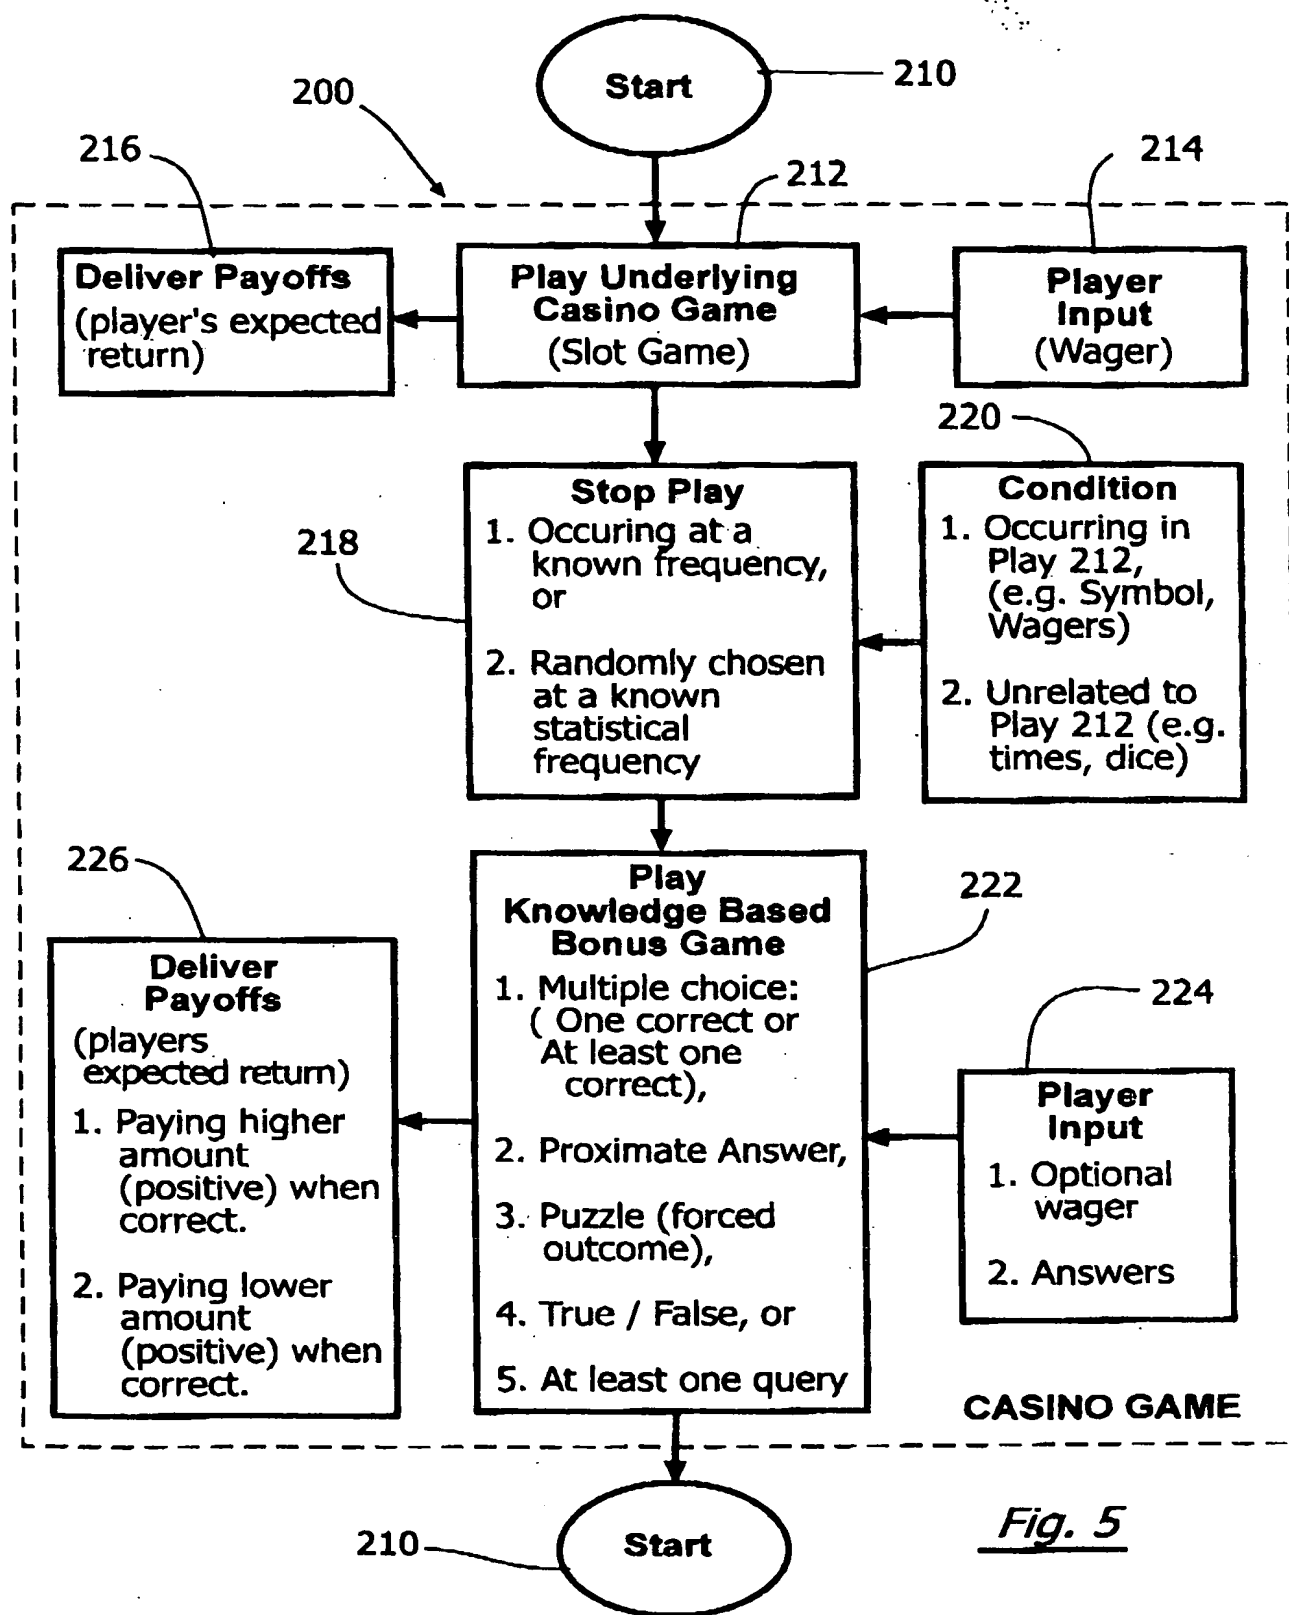 Start
210
200
216
212
214
Deliver Payoffs
(player's expected
return)
Play Underlying
Casino Game
(Slot Game)
Player
Input
(Wager)
220
218
Stop Play
1. Occuring at a
known frequency,
or
2. Randomly chosen
at a known
statistical
frequency
Condition
1. Occurring in
Play 212,
(e.g. Symbol,
Wagers)
2. Unrelated to
Play 212 (e.g.
times, dice)
226
222
224
Deliver
Payoffs
(players
expected return)
1. Paying higher
amount
(positive) when
correct.
2. Paying lower
amount
(positive) when
correct.
Play
Knowledge Based
Bonus Game
1. Multiple choice:
( One correct or
At least one
correct),
2. Proximate Answer,
3. Puzzle (forced
outcome),
4. True / False, or
5. At least one query
Player
Input
1. Optional
wager
2. Answers
CASINO GAME
210
Start
Fig. 5